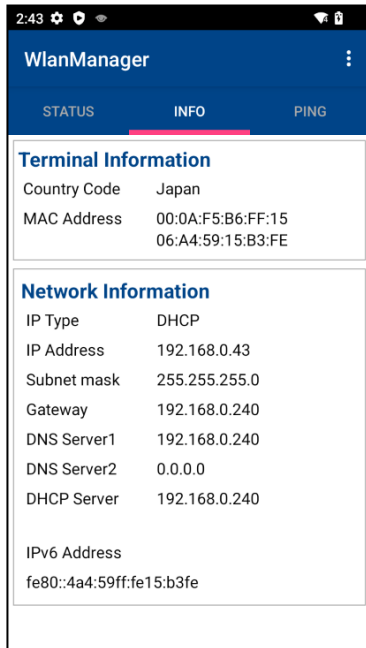 2:43
WlanManager
STATUS INFO PING
Terminal Information
Country Code Japan
MAC Address 00:0A:F5:B6:FF:15
06:A4:59:15:B3:FE
Network Information
IP Type DHCP
IP Address 192.168.0.43
Subnet mask 255.255.255.0
Gateway 192.168.0.240
DNS Server1 192.168.0.240
DNS Server2 0.0.0.0
DHCP Server 192.168.0.240
IPv6 Address
fe80::4a4:59ff:fe15:b3fe